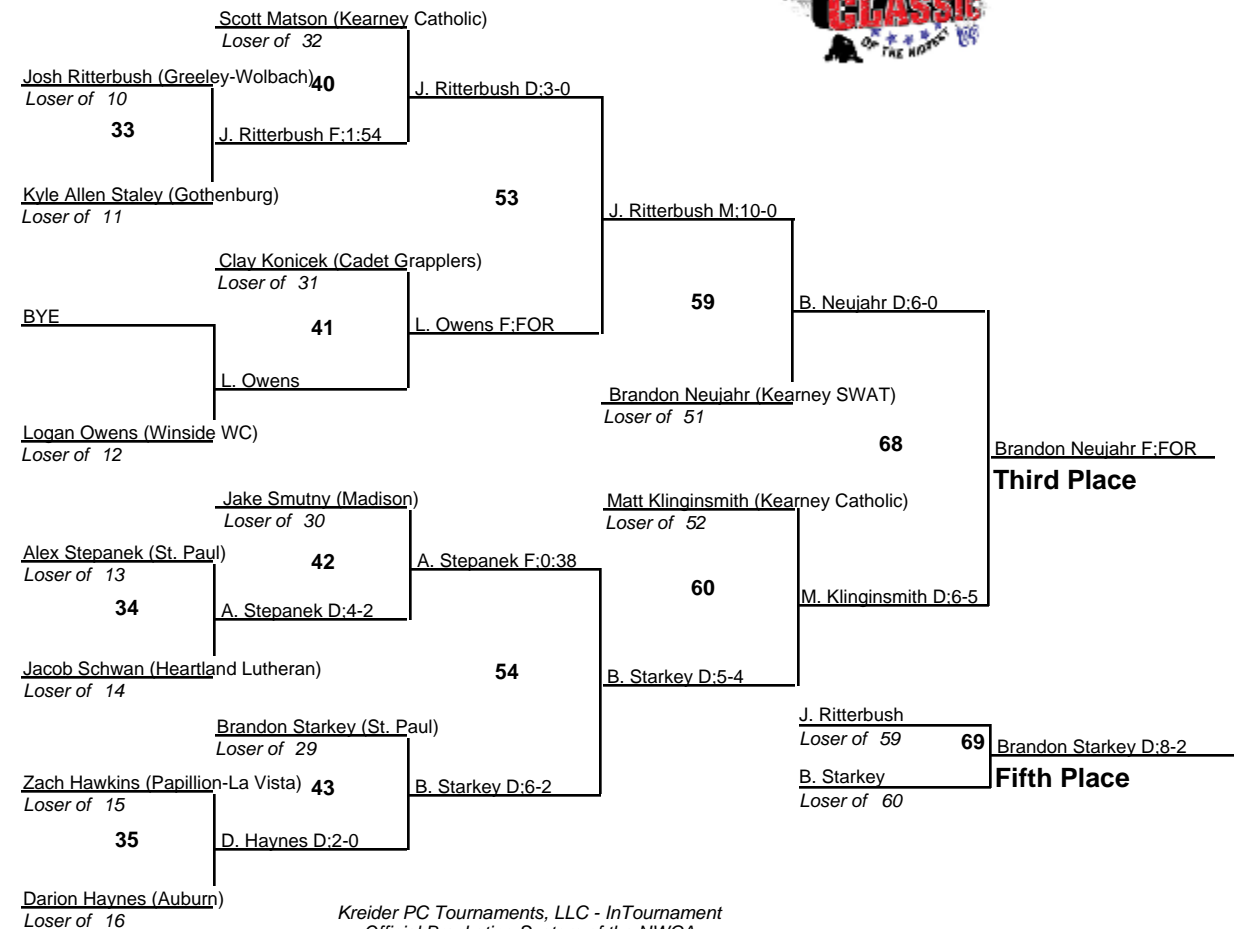 CLASSIC
OF THE MIDWEST
Scott Matson (Kearney Catholic)
Loser of 32
Josh Ritterbush (Greeley-Wolbach)
40
Loser of 10
J. Ritterbush D;3-0
33
J. Ritterbush F;1:54
Kyle Allen Staley (Gothenburg)
Loser of 11
53
J. Ritterbush M;10-0
Clay Konicek (Cadet Grapplers)
Loser of 31
BYE
41
L. Owens F;FOR
59
B. Neujahr D;6-0
L. Owens
Brandon Neujahr (Kearney SWAT)
Loser of 51
Logan Owens (Winside WC)
Loser of 12
68
Brandon Neujahr F;FOR
Third Place
Jake Smutny (Madison)
Loser of 30
Matt Klinginsmith (Kearney Catholic)
Loser of 52
Alex Stepanek (St. Paul)
Loser of 13
42
A. Stepanek F;0:38
34
A. Stepanek D;4-2
60
M. Klinginsmith D;6-5
Jacob Schwan (Heartland Lutheran)
Loser of 14
54
B. Starkey D;5-4
Brandon Starkey (St. Paul)
Loser of 29
J. Ritterbush
Loser of 59
69
Brandon Starkey D;8-2
Zach Hawkins (Papillion-La Vista)
43
Loser of 15
B. Starkey D;6-2
B. Starkey
Loser of 60
Fifth Place
35
D. Haynes D;2-0
Darion Haynes (Auburn)
Loser of 16
Kreider PC Tournaments, LLC - InTournament